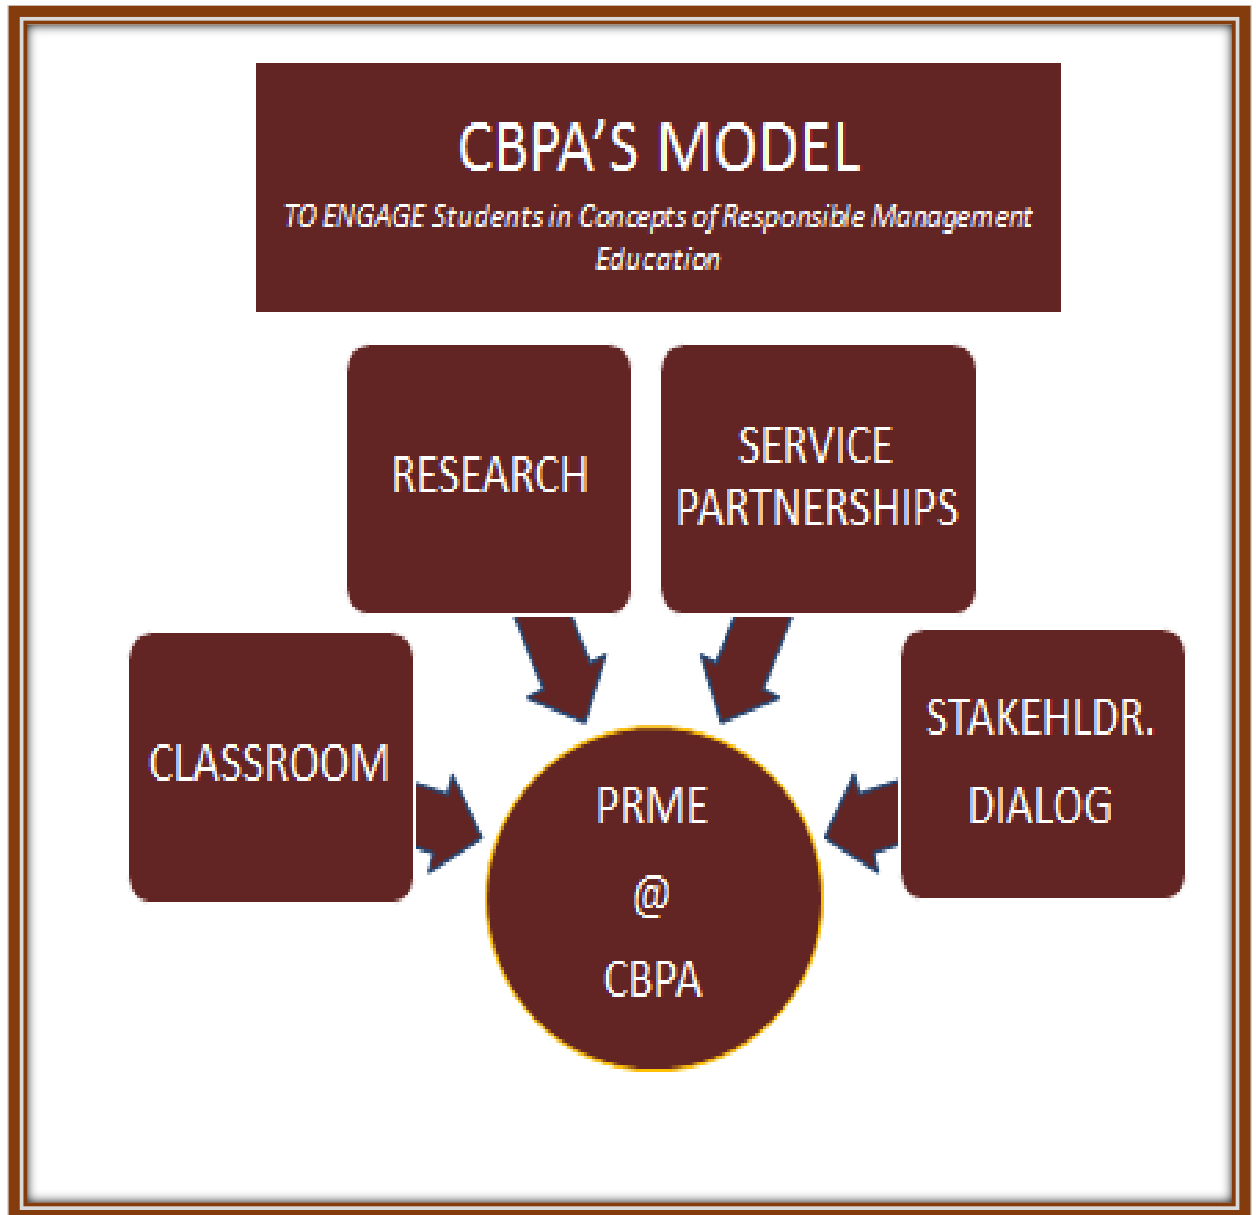 CBPA'S MODEL
TO ENGAGE Students in Concepts of Responsible Management
Education
RESEARCH
SERVICE
PARTNERSHIPS
CLASSROOM
STAKEHLDR.
DIALOG
PRME
@
CBPA